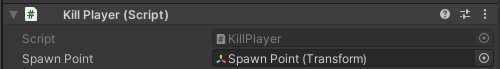 Kill Player (Script)
Script KillPlayer
Spawn Point Spawn Point (Transform)